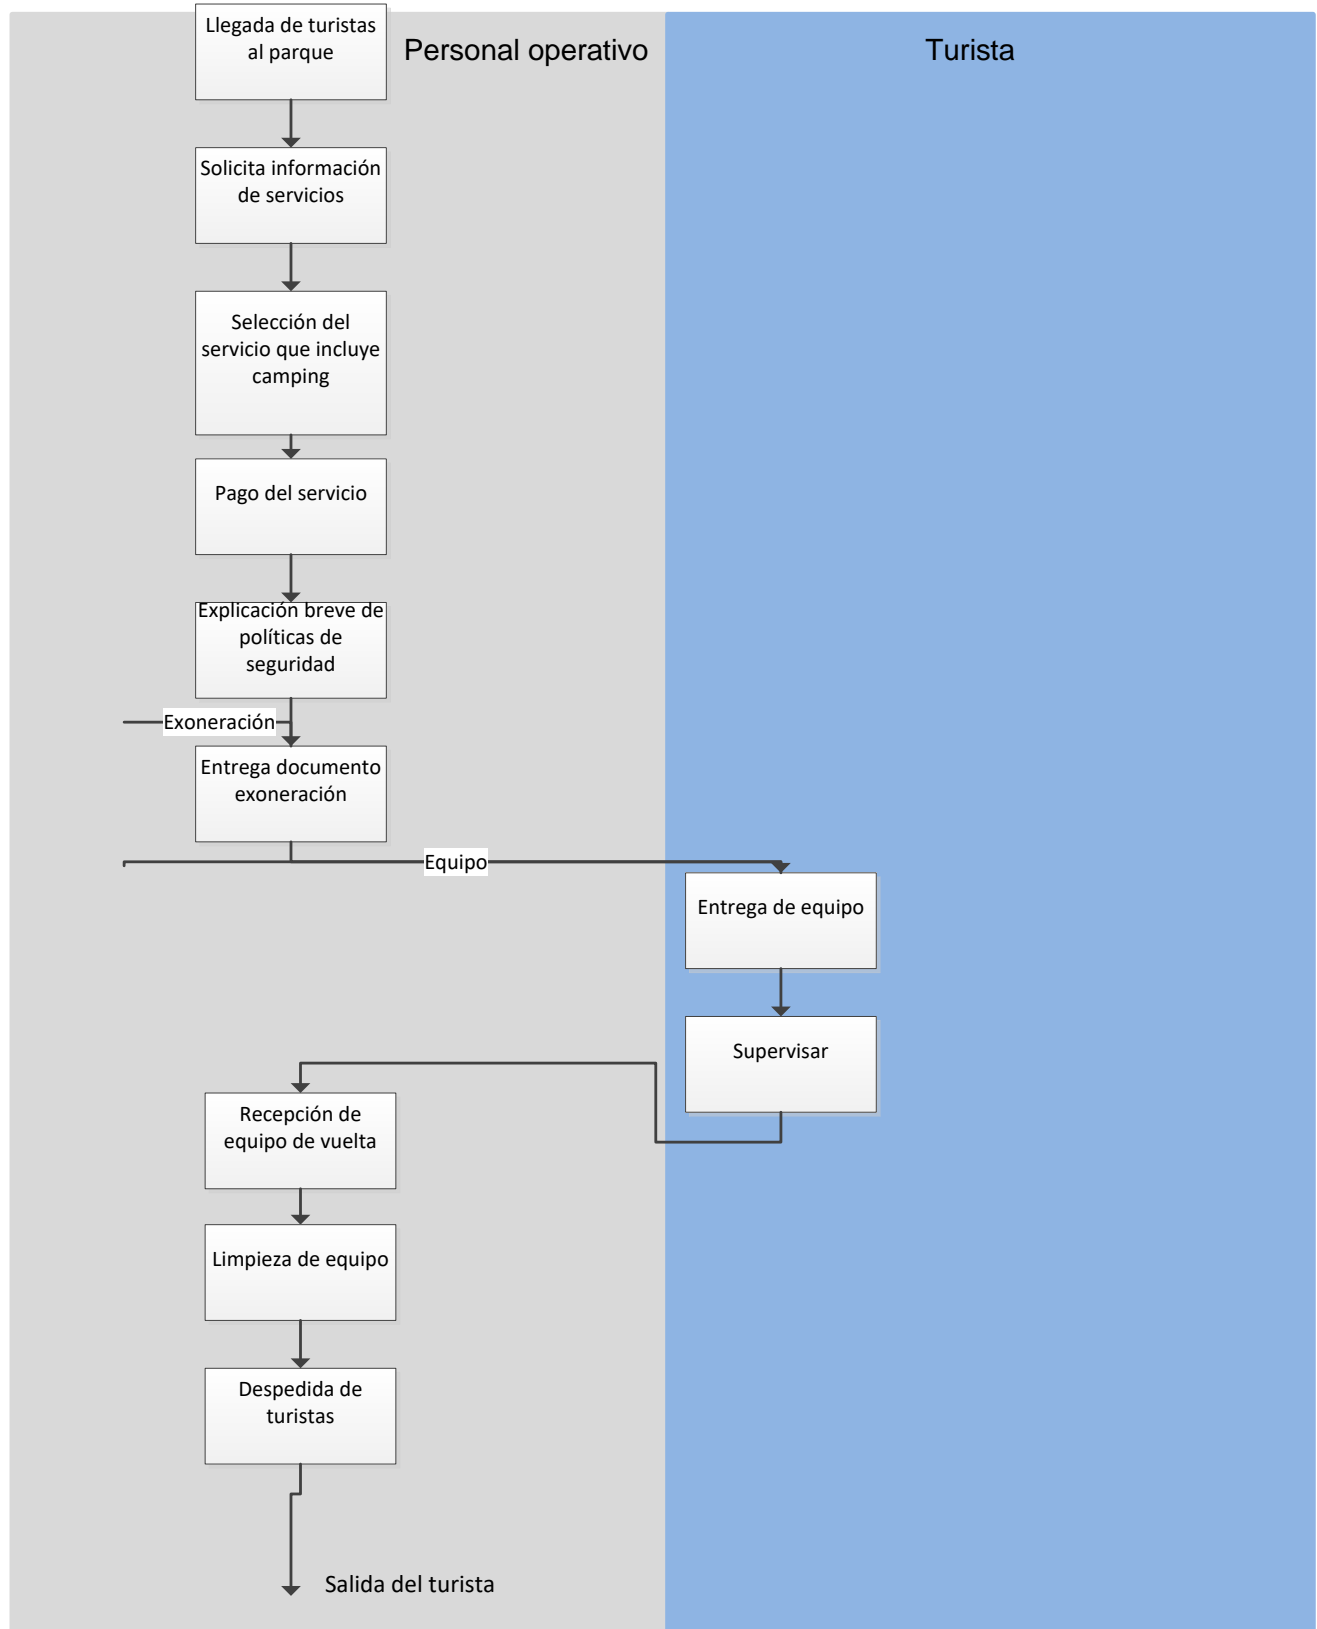 Llegada de turistas
al parque
Personal operativo
Turista
Solicita información
de servicios
Selección del
servicio que incluye
camping
Pago del servicio
Explicación breve de
políticas de
seguridad
Exoneración
Entrega documento
exoneración
Equipo
Entrega de equipo
Supervisar
Recepción de
equipo de vuelta
Limpieza de equipo
Despedida de
turistas
Salida del turista